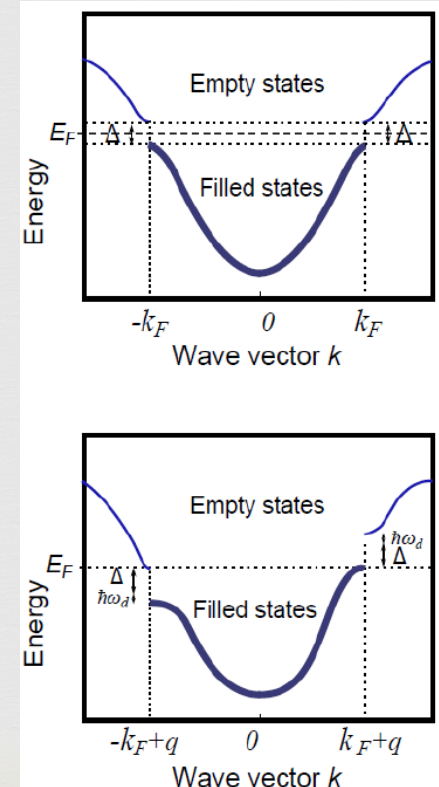 Empty states
E_F
Δ
Δ
Filled states
Energy
-k_F
0
k_F
Wave vector k
Empty states
ħω_d
Δ
E_F
Δ
ħω_d
Filled states
Energy
-k_F+q
0
k_F+q
Wave vector k